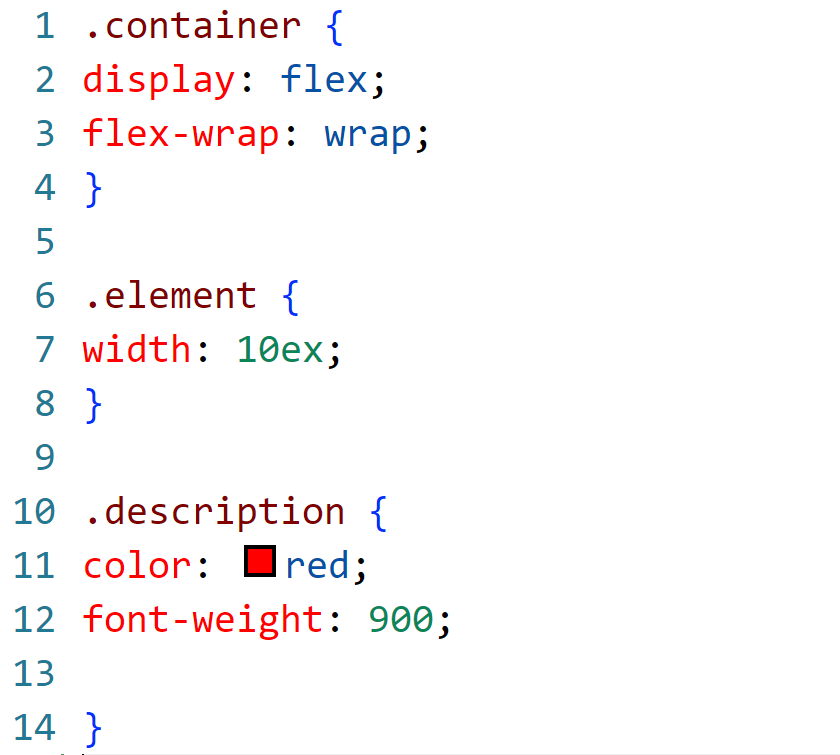 1 .container {
2 display: flex;
3 flex-wrap: wrap;
4 }
5
6 .element {
7 width: 10ex;
8 }
9
10 .description {
11 color: red;
12 font-weight: 900;
13
14 }